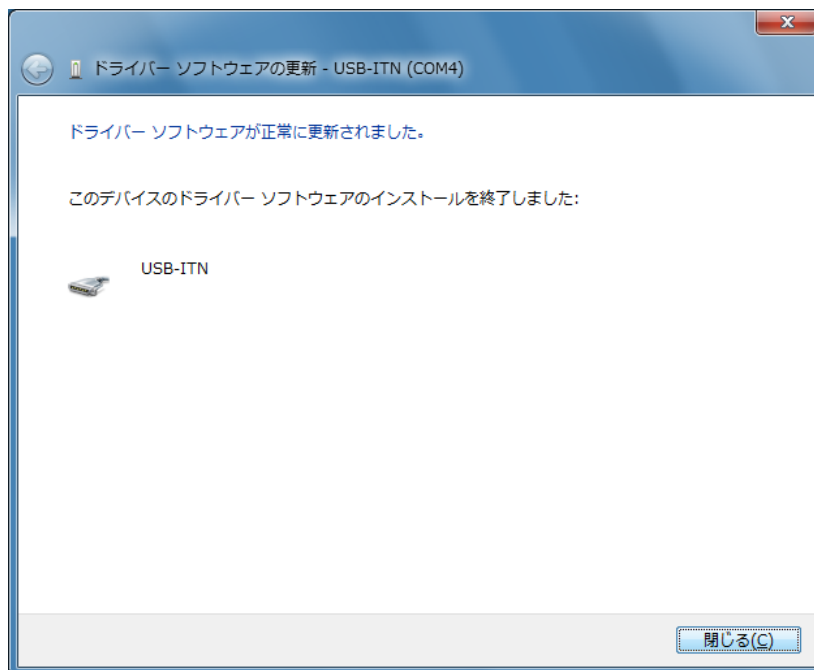 ドライバー ソフトウェアの更新 - USB-ITN (COM4)
ドライバー ソフトウェアが正常に更新されました。
このデバイスのドライバー ソフトウェアのインストールを終了しました:
USB-ITN
閉じる(C)